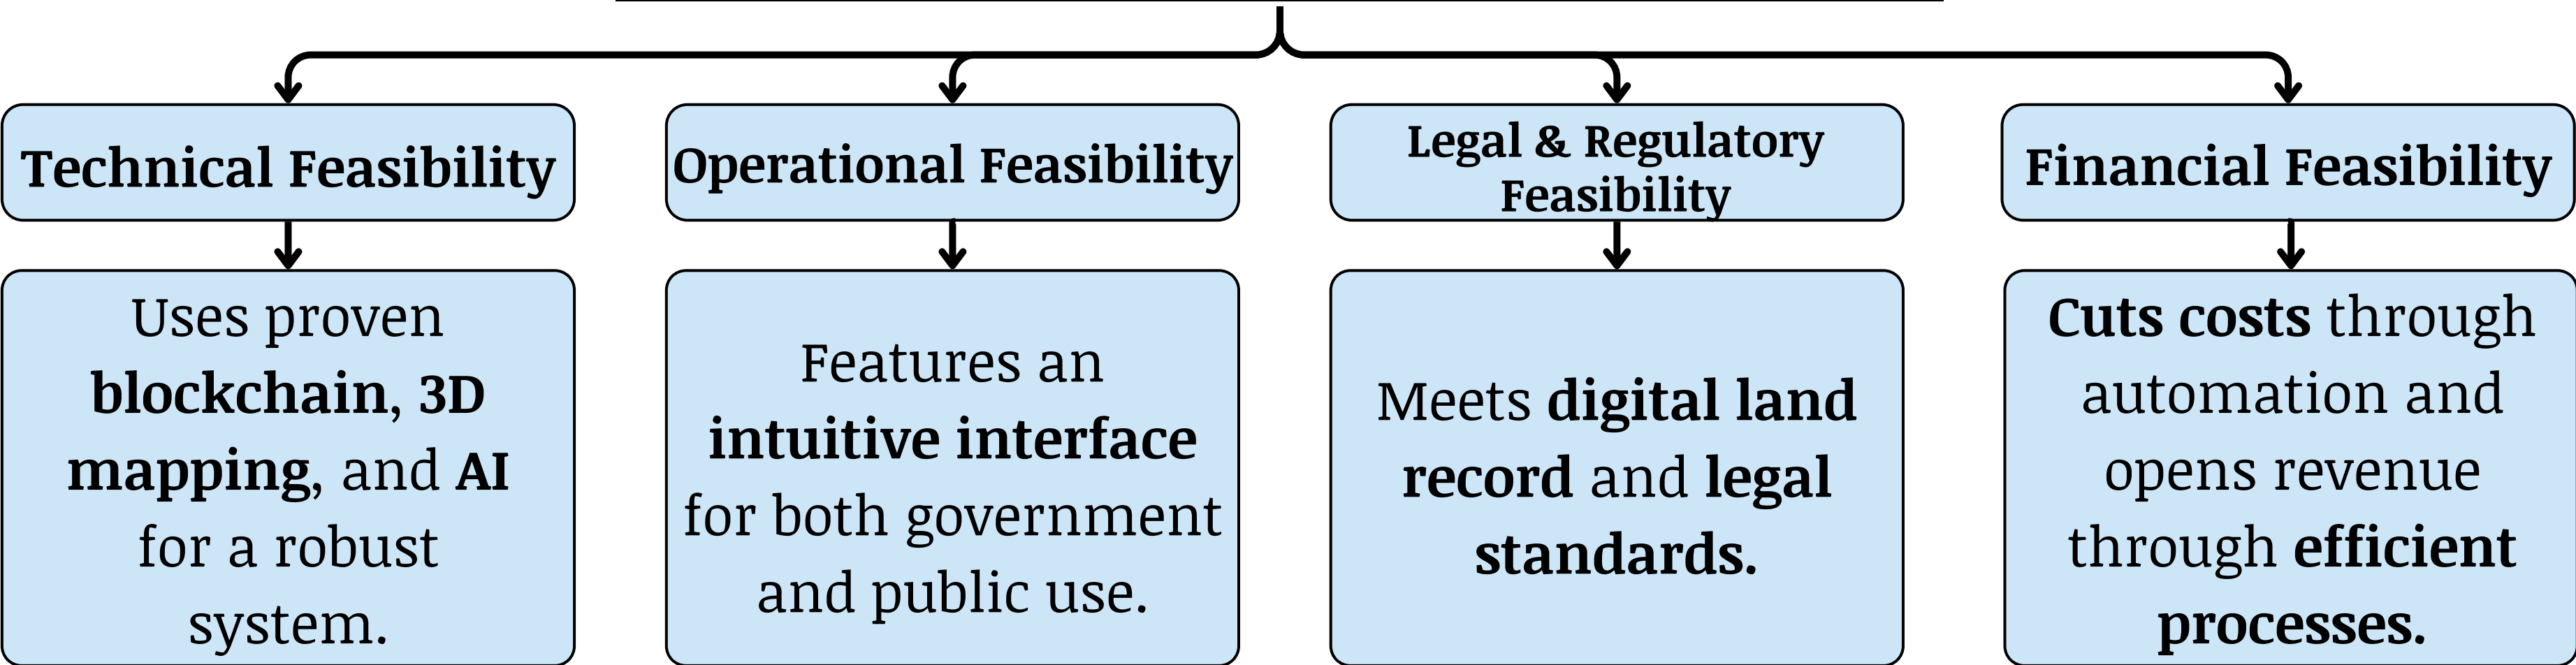 Technical Feasibility
Operational Feasibility
Legal & Regulatory
Feasibility
Financial Feasibility
Uses proven
blockchain, 3D
mapping, and AI
for a robust
system.
Features an
intuitive interface
for both government
and public use.
Meets digital land
record and legal
standards.
Cuts costs through
automation and
opens revenue
through efficient
processes.